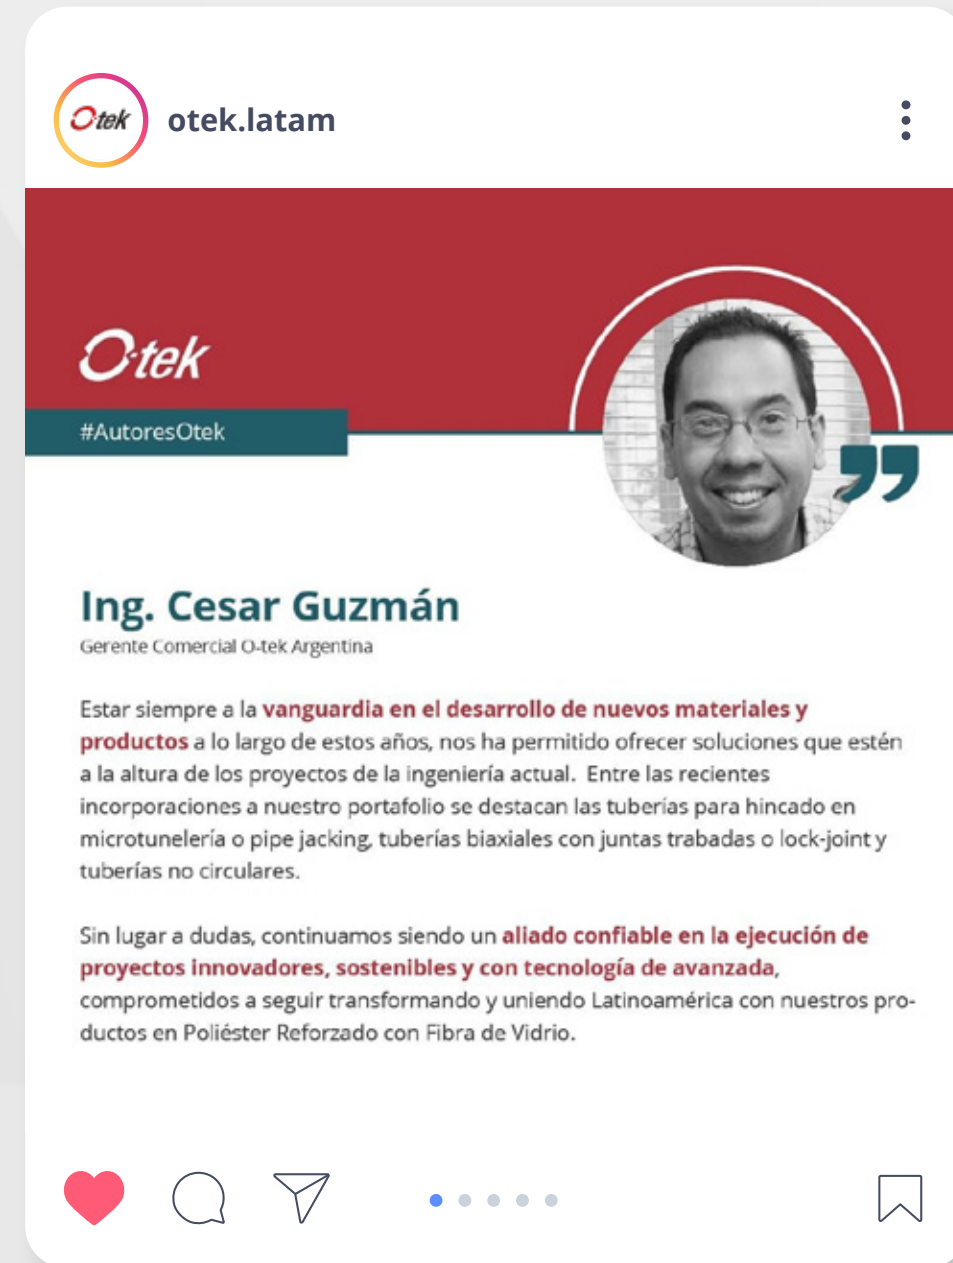 O-tek
otek.latam
O-tek
#AutoresOtek
Ing. Cesar Guzmán
Gerente Comercial O-tek Argentina
Estar siempre a la vanguardia en el desarrollo de nuevos materiales y
productos a lo largo de estos años, nos ha permitido ofrecer soluciones que estén
a la altura de los proyectos de la ingeniería actual. Entre las recientes
incorporaciones a nuestro portafolio se destacan las tuberías para hincado en
microtunelería o pipe jacking, tuberías biaxiales con juntas trabadas o lock-joint y
tuberías no circulares.
Sin lugar a dudas, continuamos siendo un aliado confiable en la ejecución de
proyectos innovadores, sostenibles y con tecnología de avanzada,
comprometidos a seguir transformando y uniendo Latinoamérica con nuestros pro-
ductos en Poliéster Reforzado con Fibra de Vidrio.